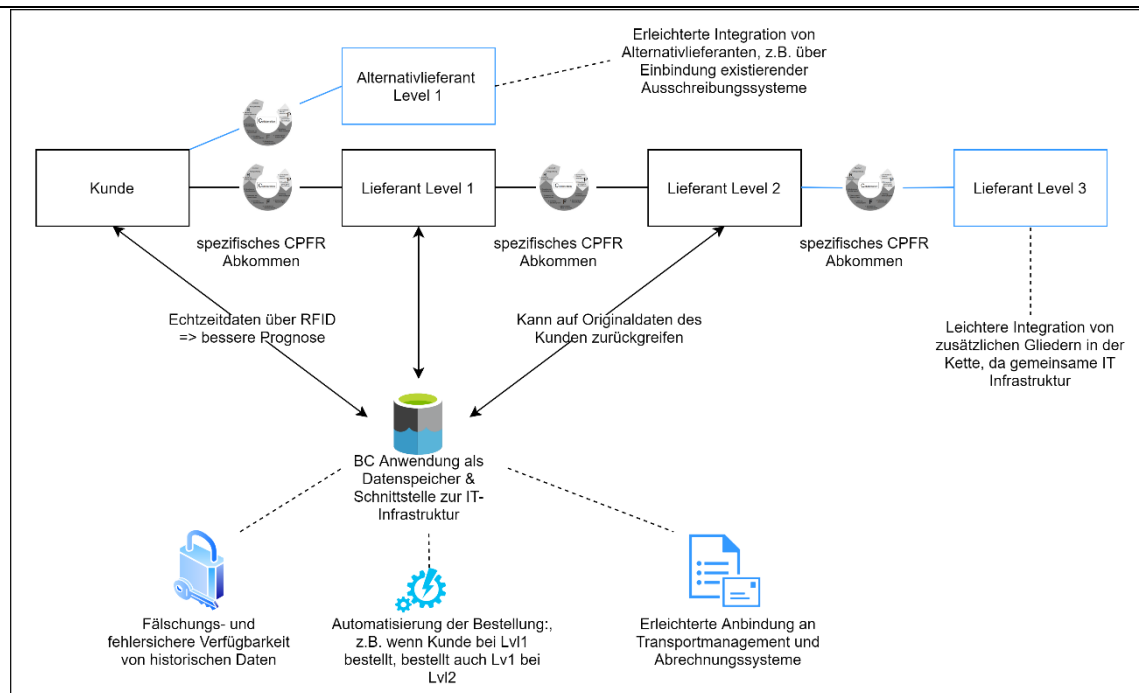 Erleichterte Integration von
Alternativlieferanten, z.B. über
Einbindung existierender
Ausschreibungssysteme
Alternativlieferant
Level 1
Kunde
Lieferant Level 1
Lieferant Level 2
Lieferant Level 3
spezifisches CPFR
Abkommen
spezifisches CPFR
Abkommen
spezifisches CPFR
Abkommen
Echtzeitdaten über RFID
=> bessere Prognose
Kann auf Originaldaten des
Kunden zurückgreifen
Leichtere Integration von
zusätzlichen Gliedern in der
Kette, da gemeinsame IT
Infrastruktur
BC Anwendung als
Datenspeicher &
Schnittstelle zur IT-
Infrastruktur
Fälschungs- und
fehlersichere Verfügbarkeit
von historischen Daten
Automatisierung der Bestellung:,
z.B. wenn Kunde bei Lvl1
bestellt, bestellt auch Lv1 bei
Lvl2
Erleichterte Anbindung an
Transportmanagement und
Abrechnungssysteme